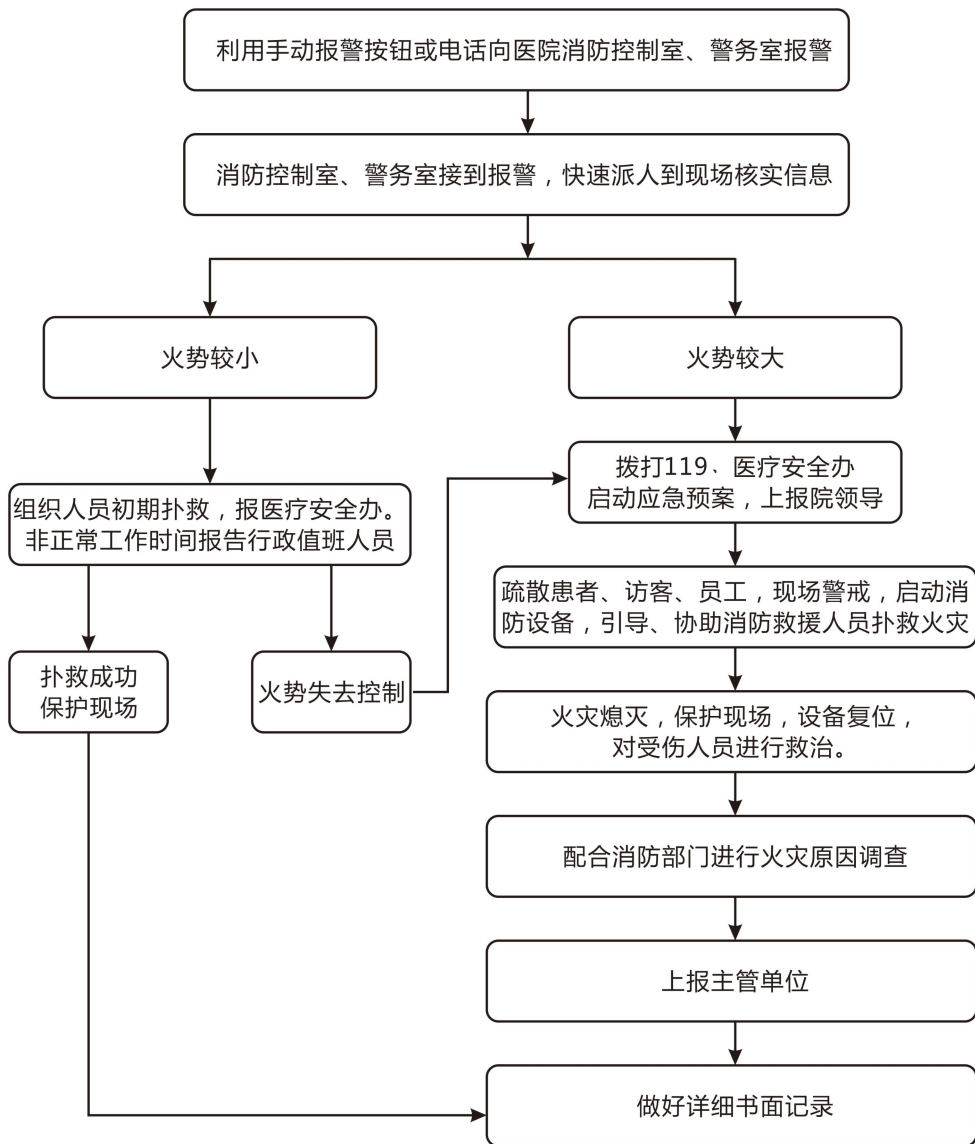 利用手动报警按钮或电话向医院消防控制室、警务室报警
消防控制室、警务室接到报警，快速派人到现场核实信息
火势较小
火势较大
组织人员初期扑救，报医疗安全办。
非正常工作时间报告行政值班人员
拨打119、医疗安全办
启动应急预案，上报院领导
疏散患者、访客、员工，现场警戒，启动消
防设备，引导、协助消防救援人员扑救火灾
扑救成功
保护现场
火势失去控制
火灾熄灭，保护现场，设备复位，
对受伤人员进行救治。
配合消防部门进行火灾原因调查
上报主管单位
做好详细书面记录